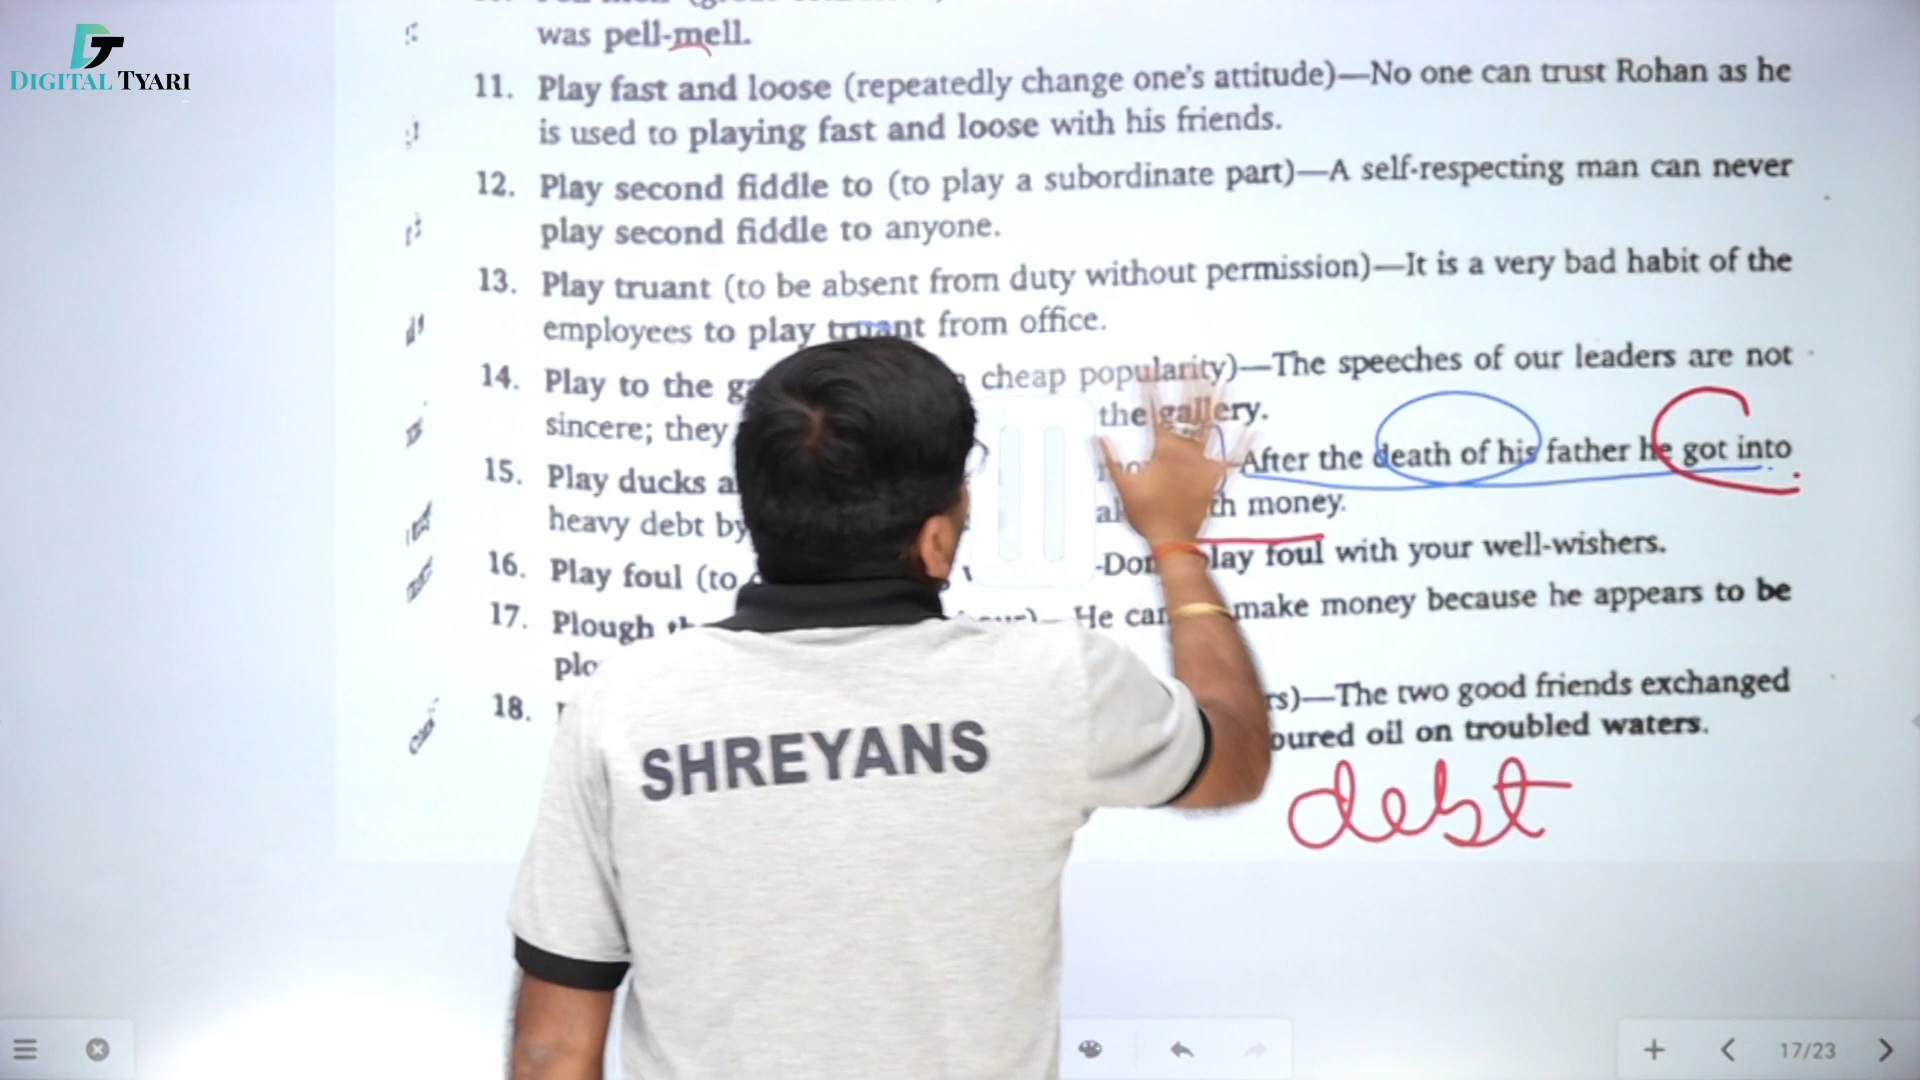 DT
DIGITAL TYARI
was pell-mell.
11. Play fast and loose (repeatedly change one's attitude)—No one can trust Rohan as he
is used to playing fast and loose with his friends.
12. Play second fiddle to (to play a subordinate part)—A self-respecting man can never
play second fiddle to anyone.
13. Play truant (to be absent from duty without permission)—It is a very bad habit of the
employees to play truant from office.
14. Play to the cheap popularity)—The speeches of our leaders are not
sincere; they the gallery.
15. Play ducks After the death of his father he got into
heavy debt by money.
16. Play foul (to play foul with your well-wishers.
17. Plough He make money because he appears to be
18. The two good friends exchanged
poured oil on troubled waters.
debt
SHREYANS
17/23